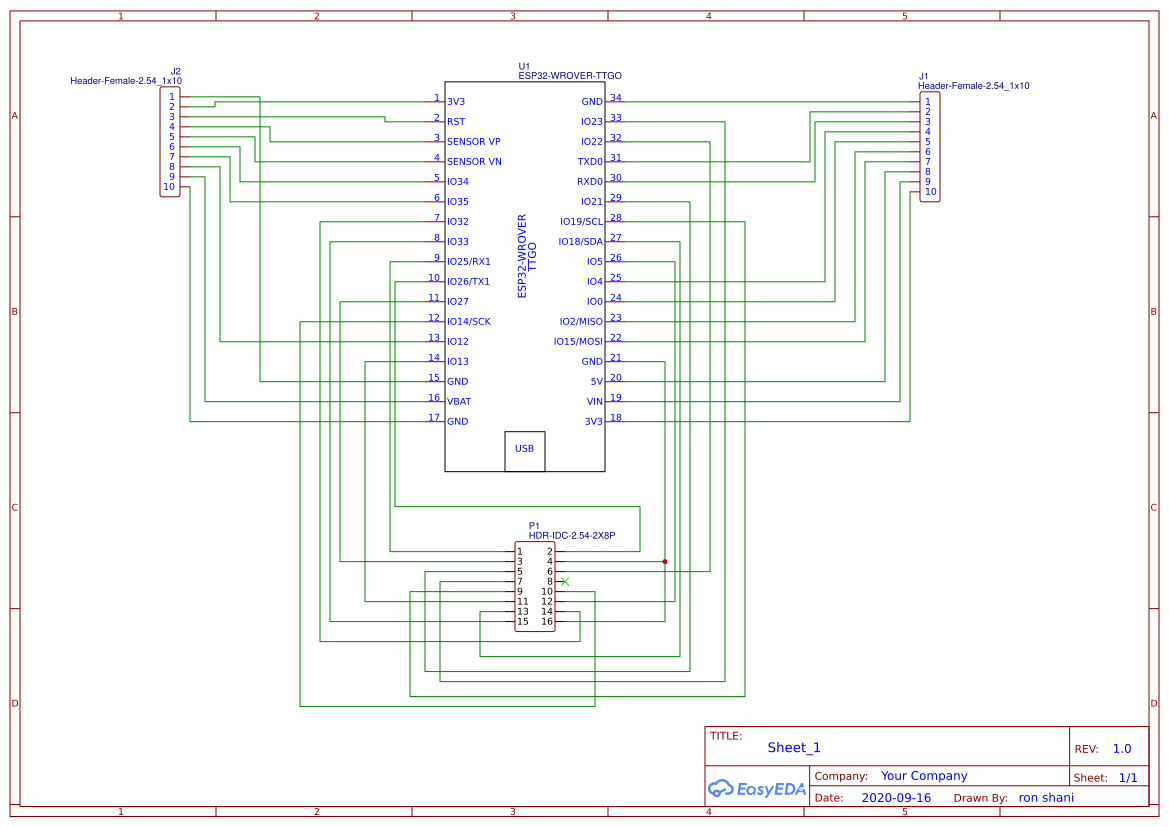 1 2 3 4 5
A A
B B
C C
D D
1 2 3 4 5
J2
Header-Female-2.54_1x10
1
2
3
4
5
6
7
8
9
10
U1
ESP32-WROVER-TTGO
1 3V3 GND 34
2 RST IO23 33
3 SENSOR VP IO22 32
4 SENSOR VN TXD0 31
5 IO34 RXD0 30
6 IO35 IO21 29
7 IO32 IO19/SCL 28
8 IO33 IO18/SDA 27
9 IO25/RX1 IO5 26
10 IO26/TX1 IO4 25
11 IO27 IO0 24
12 IO14/SCK IO2/MISO 23
13 IO12 IO15/MOSI 22
14 IO13 GND 21
15 GND 5V 20
16 VBAT VIN 19
17 GND 3V3 18
ESP32-WROVER
TTGO
USB
J1
Header-Female-2.54_1x10
1
2
3
4
5
6
7
8
9
10
P1
HDR-IDC-2.54-2X8P
1 2
3 4
5 6
7 8
9 10
11 12
13 14
15 16
TITLE:
Sheet_1
REV: 1.0
EasyEDA
Company: Your Company
Sheet: 1/1
Date: 2020-09-16 Drawn By: ron shani